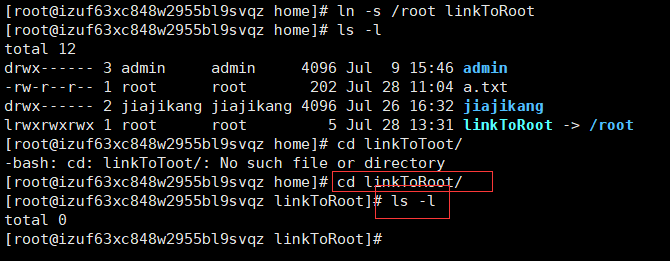 [root@izuf63xc848w2955bl9svqz home]# ln -s /root linkToRoot
[root@izuf63xc848w2955bl9svqz home]# ls -l
total 12
drwx------ 3 admin     admin     4096 Jul  9 15:46 admin
-rw-r--r-- 1 root      root       202 Jul 28 11:04 a.txt
drwx------ 2 jiajikang jiajikang 4096 Jul 26 16:32 jiajikang
lrwxrwxrwx 1 root      root         5 Jul 28 13:31 linkToRoot -> /root
[root@izuf63xc848w2955bl9svqz home]# cd linkToToot/
-bash: cd: linkToToot/: No such file or directory
[root@izuf63xc848w2955bl9svqz home]# cd linkToRoot/
[root@izuf63xc848w2955bl9svqz linkToRoot]# ls -l
total 0
[root@izuf63xc848w2955bl9svqz linkToRoot]#